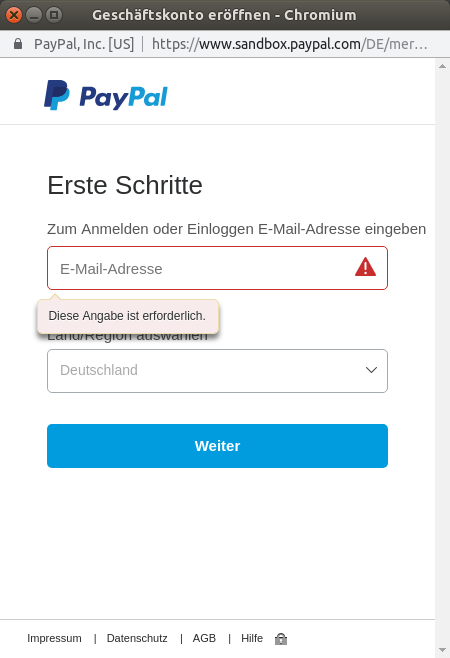 Geschäftskonto eröffnen - Chromium
PayPal, Inc. [US] | https://www.sandbox.paypal.com/DE/mer…
PayPal
Erste Schritte
Zum Anmelden oder Einloggen E-Mail-Adresse eingeben
E-Mail-Adresse
Diese Angabe ist erforderlich.
Land/Region auswählen
Deutschland
Weiter
Impressum | Datenschutz | AGB | Hilfe